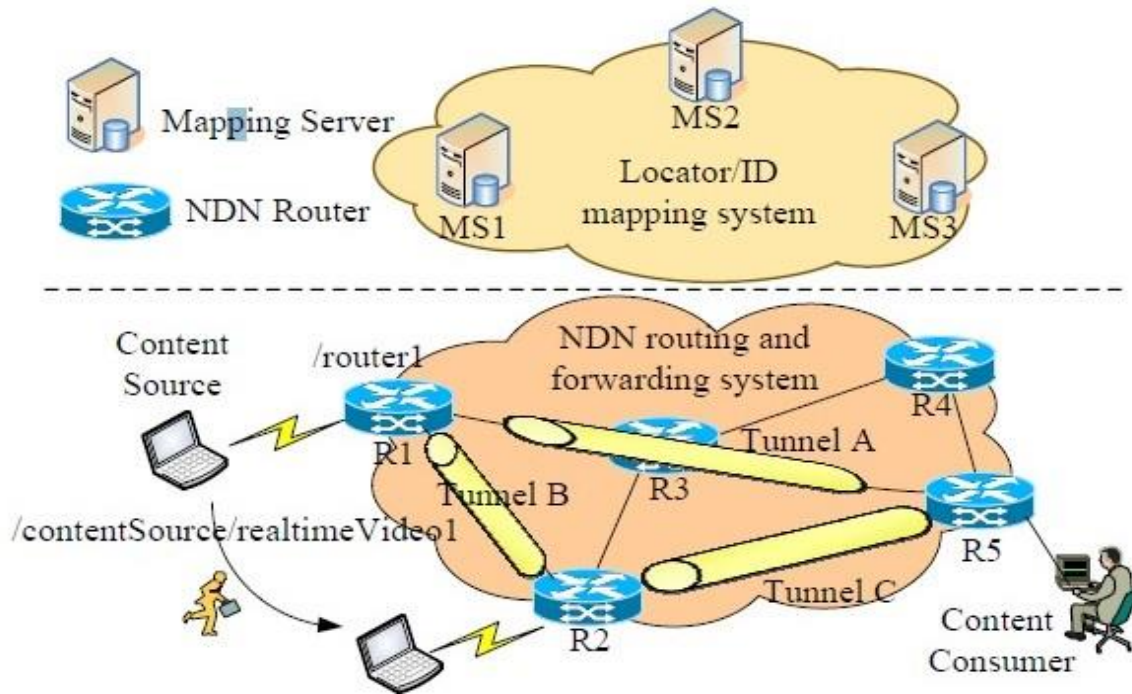 MS2
Mapping Server
Locator/ID
mapping system
NDN Router
MS1
MS3
Content
Source
/router1
NDN routing and
forwarding system
R4
R1
Tunnel A
R3
Tunnel B
/contentSource/realtimeVideo1
R5
Tunnel C
R2
Content
Consumer